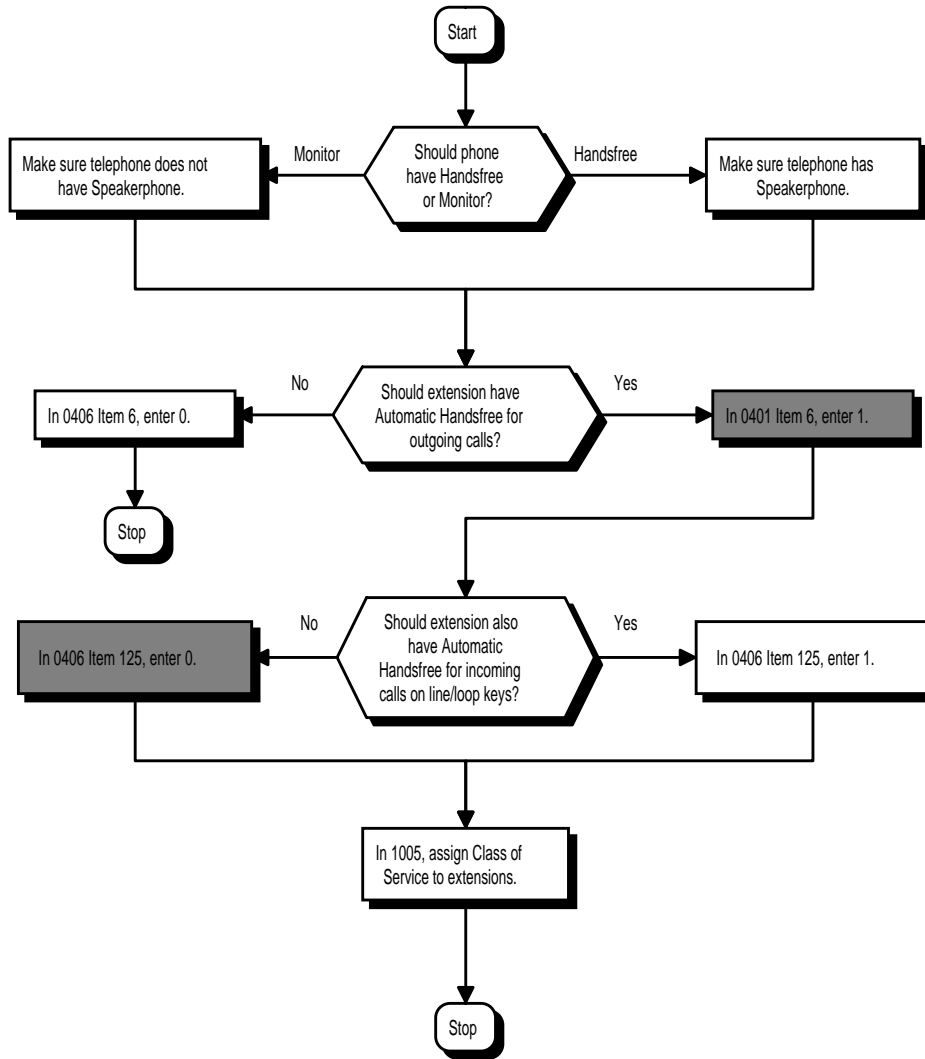 Start
Should phone
have Handsfree
or Monitor?
Monitor
Handsfree
Make sure telephone does not
have Speakerphone.
Make sure telephone has
Speakerphone.
Should extension have
Automatic Handsfree for
outgoing calls?
No
Yes
In 0406 Item 6, enter 0.
In 0401 Item 6, enter 1.
Stop
Should extension also
have Automatic
Handsfree for incoming
calls on line/loop keys?
No
Yes
In 0406 Item 125, enter 0.
In 0406 Item 125, enter 1.
In 1005, assign Class of
Service to extensions.
Stop